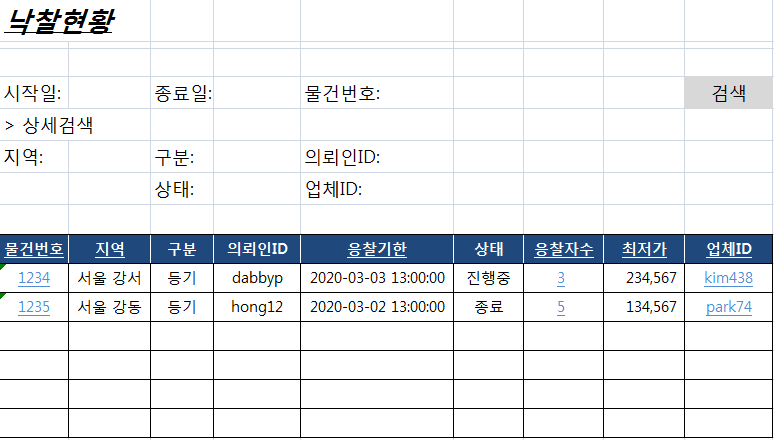 낙찰현황
시작일: 종료일: 물건번호: 검색
> 상세검색
지역: 구분: 의뢰인ID:
상태: 업체ID:
물건번호 지역 구분 의뢰인ID 응찰기한 상태 응찰자수 최저가 업체ID
1234 서울 강서 등기 dabbyp 2020-03-03 13:00:00 진행중 3 234,567 kim438
1235 서울 강동 등기 hong12 2020-03-02 13:00:00 종료 5 134,567 park74